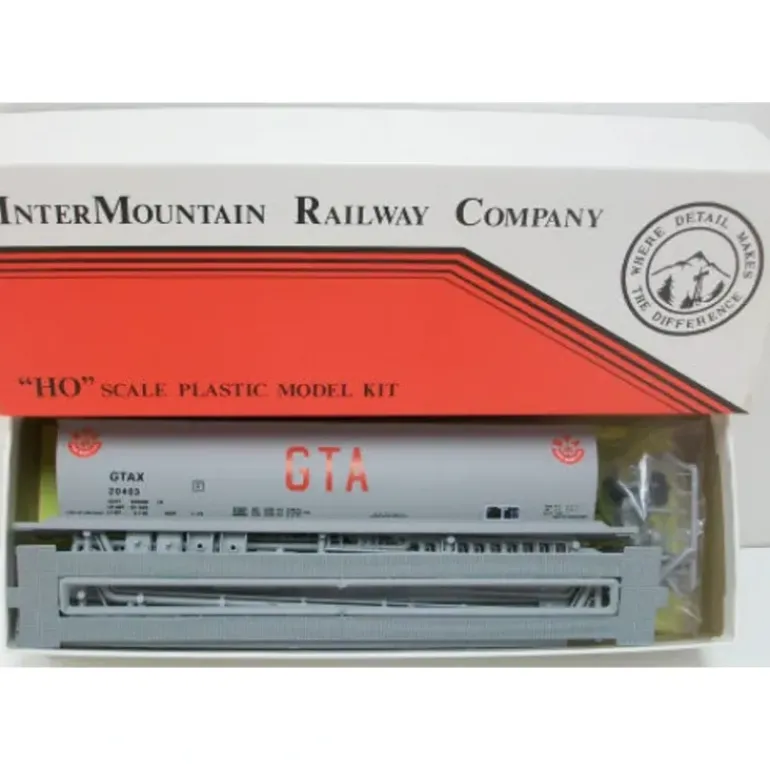 INTERMOUNTAIN RAILWAY COMPANY
WHERE DETAIL MAKES
THE DIFFERENCE
"HO" SCALE PLASTIC MODEL KIT
GTA
GTAX
20403